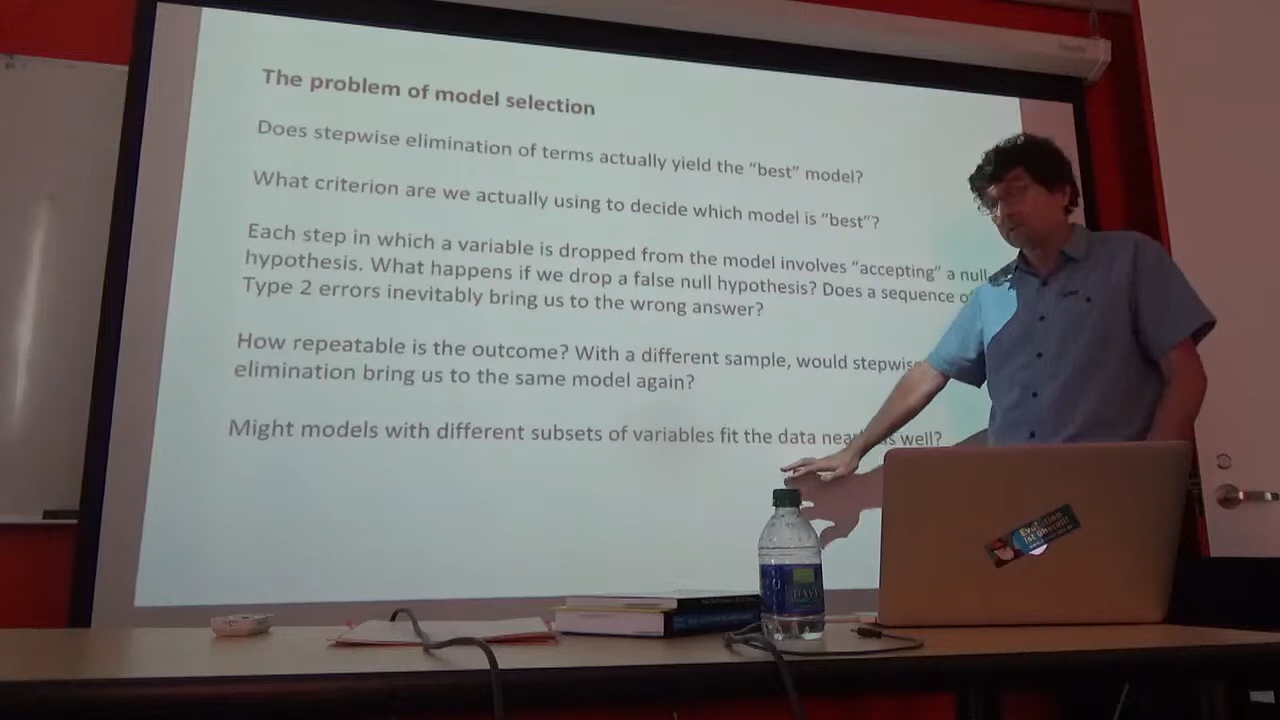 The problem of model selection
Does stepwise elimination of terms actually yield the “best” model?
What criterion are we actually using to decide which model is “best”?
Each step in which a variable is dropped from the model involves “accepting” a null
hypothesis. What happens if we drop a false null hypothesis? Does a sequence
Type 2 errors inevitably bring us to the wrong answer?
How repeatable is the outcome? With a different sample, would stepwise
elimination bring us to the same model again?
Might models with different subsets of variables fit the data well?
Evolution
ist überall!